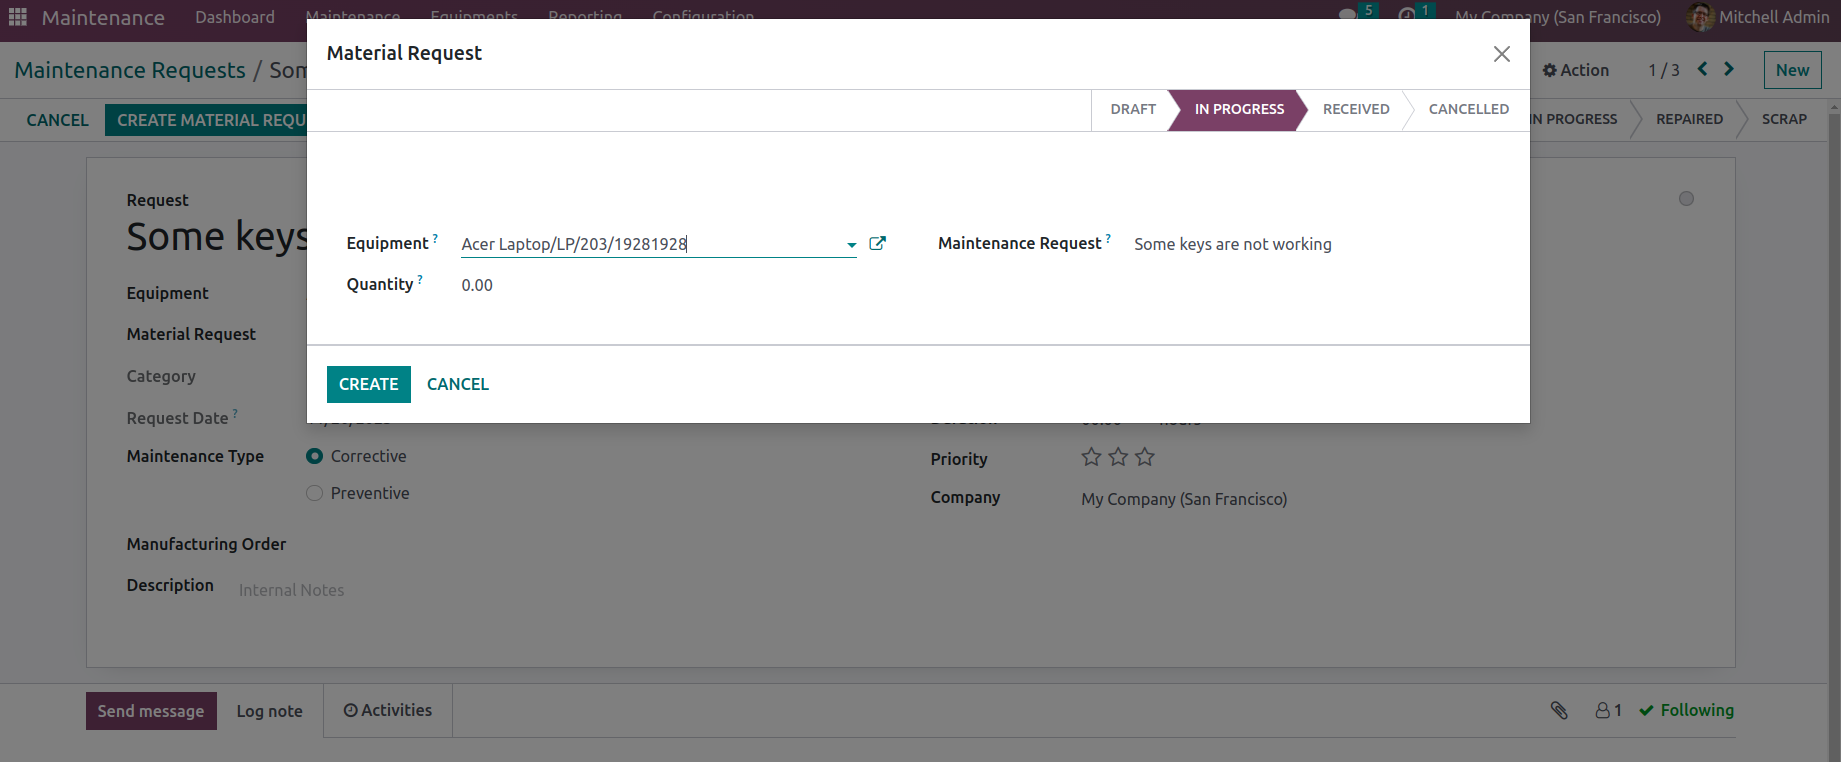 Maintenance Dashboard Maintenance Equipments Reporting Configuration 5 1 My Company (San Francisco) Mitchell Admin
Material Request
Maintenance Requests / Som Action 1 / 3 New
DRAFT IN PROGRESS RECEIVED CANCELLED
CANCEL CREATE MATERIAL REQU IN PROGRESS REPAIRED SCRAP
Request
Some keys
Equipment ? Acer Laptop/LP/203/19281928 Maintenance Request ? Some keys are not working
Quantity ? 0.00
Equipment
Material Request
Category
CREATE CANCEL
Request Date ?
Maintenance Type Corrective
Preventive
Priority
Company My Company (San Francisco)
Manufacturing Order
Description Internal Notes
Send message Log note Activities 1 Following